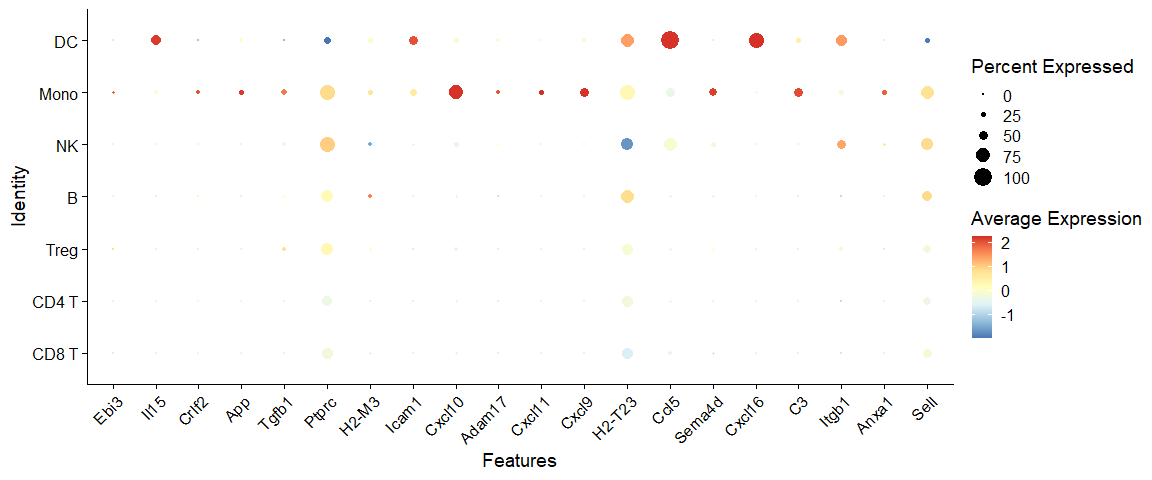 DC
Mono
NK
B
Treg
CD4 T
CD8 T
Identity
Ebi3
Il15
Crlf2
App
Tgfb1
Ptprc
H2-M3
Icam1
Cxcl10
Adam17
Cxcl11
Cxcl9
H2-T23
Ccl5
Sema4d
Cxcl16
C3
Itgb1
Anxa1
Sell
Features
Percent Expressed
0
25
50
75
100
Average Expression
2
1
0
-1